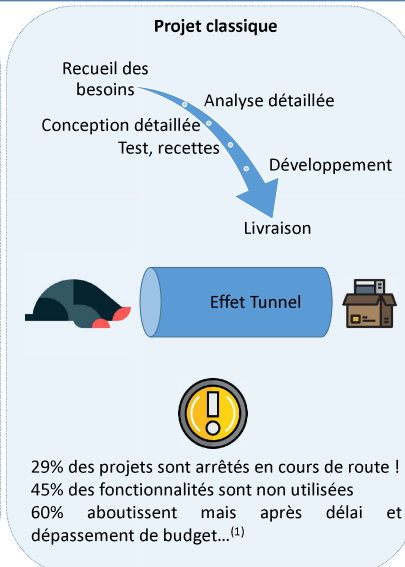 Projet classique
Recueil des
besoins
Analyse détaillée
Conception détaillée
Test, recettes
Développement
Livraison
Effet Tunnel
29% des projets sont arrêtés en cours de route !
45% des fonctionnalités sont non utilisées
60% aboutissent mais après délai et
dépassement de budget…(1)